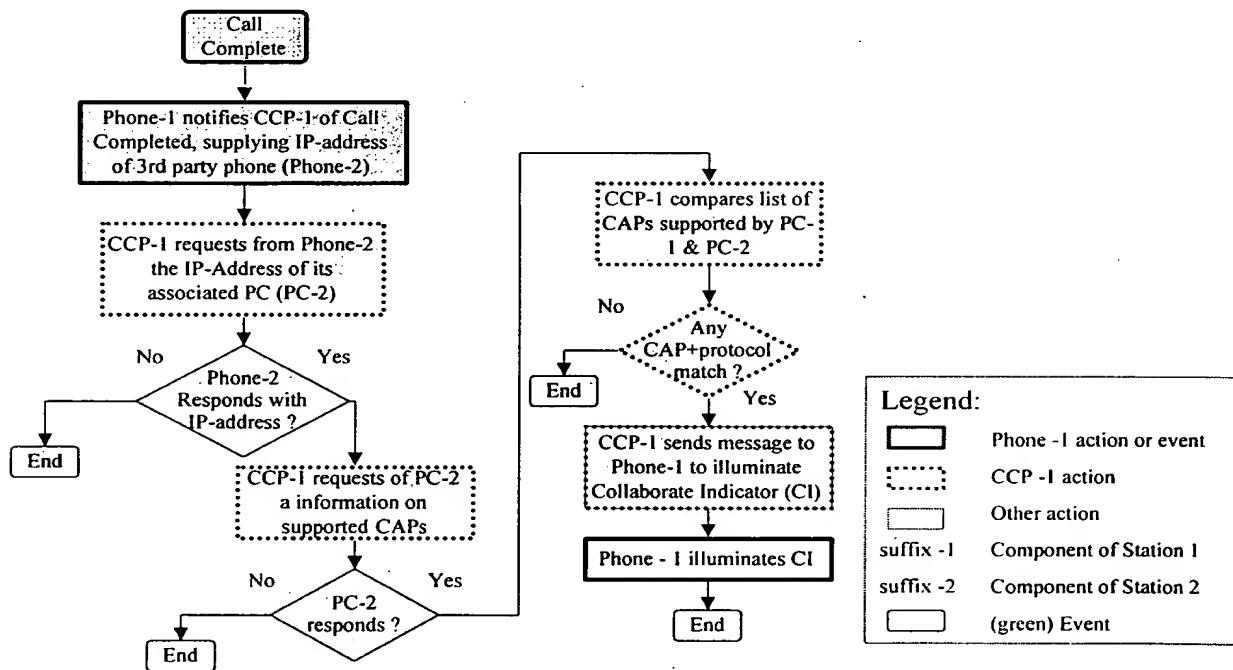 Call
Complete
Phone-1 notifies CCP-1 of Call
Completed, supplying IP-address
of 3rd party phone (Phone-2)
CCP-1 requests from Phone-2
the IP-Address of its
associated PC (PC-2)
No
Yes
Phone-2
Responds with
IP-address ?
End
CCP-1 requests of PC-2
a information on
supported CAPs
No
Yes
PC-2
responds ?
End
CCP-1 compares list of
CAPs supported by PC-
1 & PC-2
No
Any
CAP+protocol
match ?
End
Yes
CCP-1 sends message to
Phone-1 to illuminate
Collaborate Indicator (CI)
Phone - 1 illuminates CI
End
Legend:
Phone -1 action or event
CCP -1 action
Other action
suffix -1 Component of Station 1
suffix -2 Component of Station 2
(green) Event